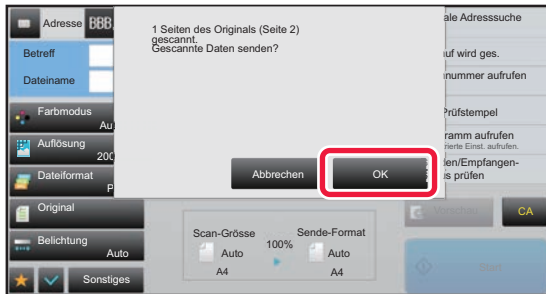 Adresse
BBB
Betreff
Dateiname
Farbmodus
Au
Auflösung
200
Dateiformat
P
Original
Belichtung
Auto
Sonstiges
1 Seiten des Originals (Seite 2)
gescannt.
Gescannte Daten senden?
Abbrechen
OK
Scan-Grösse
Auto
A4
100%
Sende-Format
Auto
A4
ale Adresssuche
uf wird ges.
nummer aufrufen
Prüfstempel
ramm aufrufen
rierte Einst. aufrufen.
en/Empfangen-
s prüfen
Vorschau
CA
Start